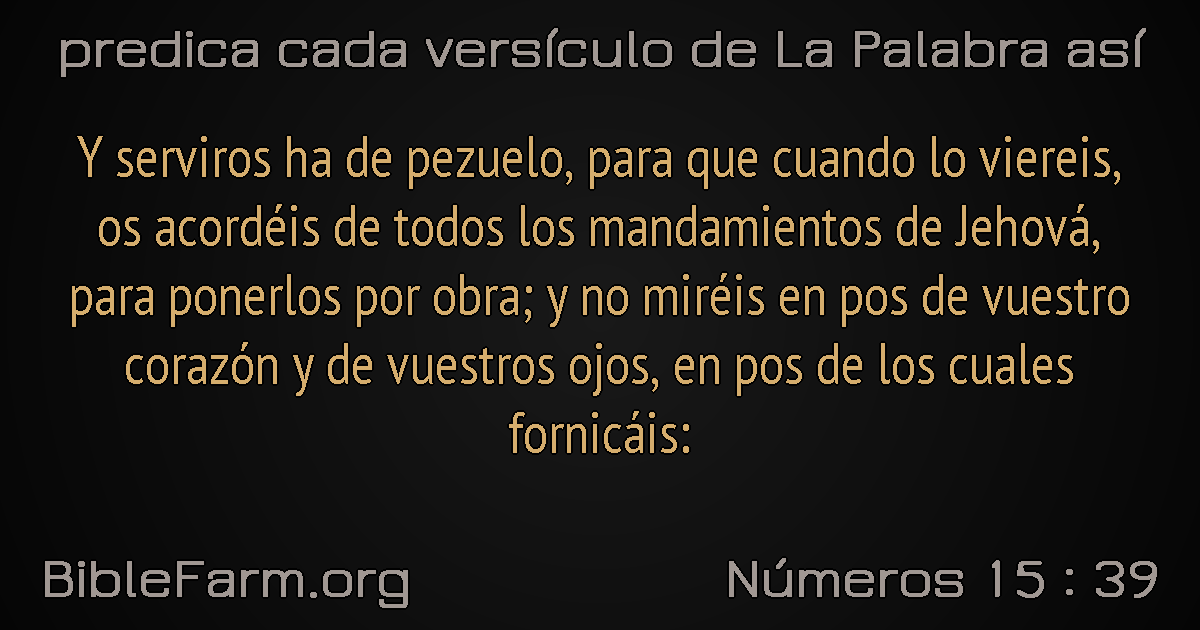 predica cada versículo de La Palabra así
Y serviros ha de pezuelo, para que cuando lo viereis,
os acordéis de todos los mandamientos de Jehová,
para ponerlos por obra; y no miréis en pos de vuestro
corazón y de vuestros ojos, en pos de los cuales
fornicáis:
BibleFarm.org
Números 15 : 39